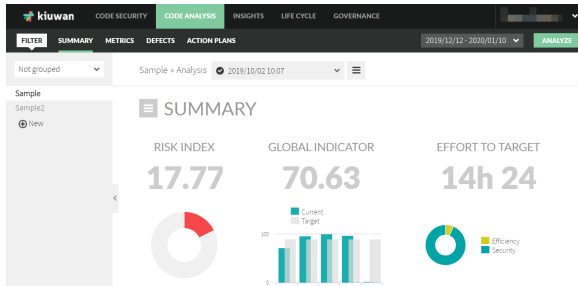 kiuwan CODE SECURITY CODE ANALYSIS INSIGHTS LIFE CYCLE GOVERNANCE
FILTER SUMMARY METRICS DEFECTS ACTION PLANS 2019/12/12 - 2020/01/10 ANALYZE
Not grouped Sample » Analysis 2019/10/02 10:07
Sample
Sample2
New
SUMMARY
RISK INDEX GLOBAL INDICATOR EFFORT TO TARGET
17.77 70.63 14h 24
Current
Target
100
Efficiency
Security
0